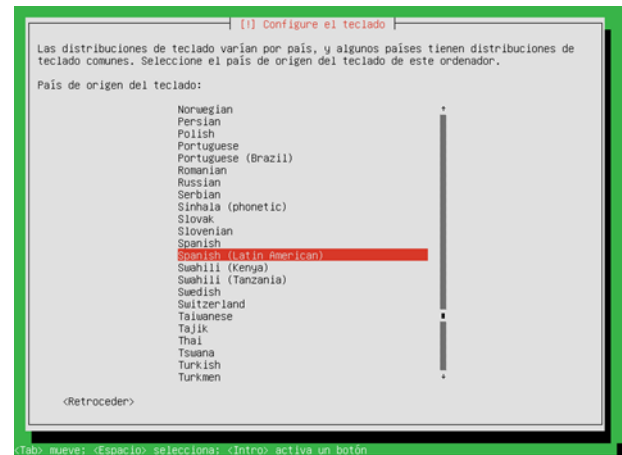 [!] Configure el teclado
Las distribuciones de teclado varían por país, y algunos países tienen distribuciones de
teclado comunes. Seleccione el país de origen del teclado de este ordenador.
País de origen del teclado:
Norwegian
Persian
Polish
Portuguese
Portuguese (Brazil)
Romanian
Russian
Serbian
Sinhala (phonetic)
Slovak
Slovenian
Spanish
Spanish (Latin American)
Swahili (Kenya)
Swahili (Tanzania)
Swedish
Switzerland
Taiwanese
Tajik
Thai
Tswana
Turkish
Turkmen
<Retroceder>
<Tab> mueve; <Espacio> selecciona; <Intro> activa un botón